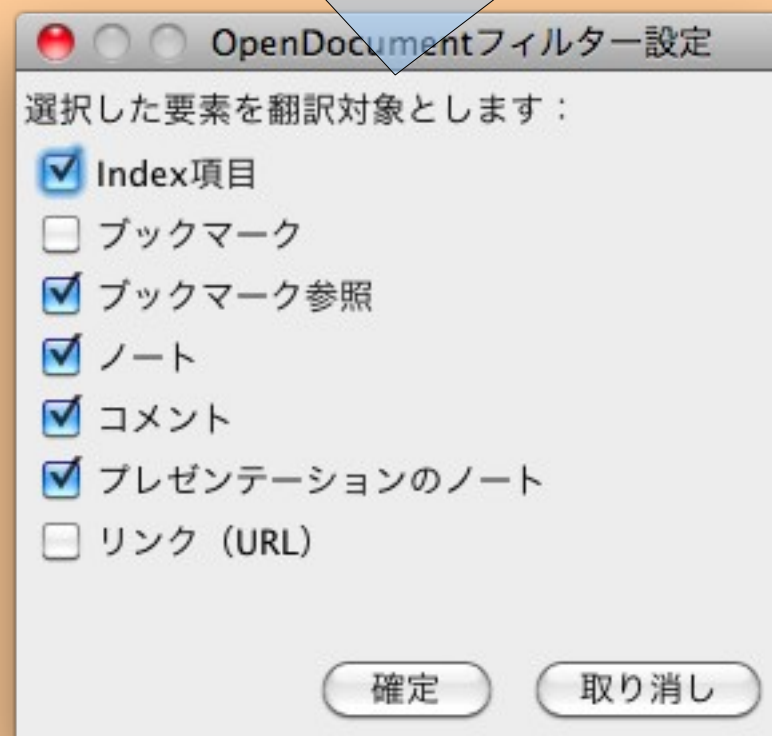 OpenDocumentフィルター設定
選択した要素を翻訳対象とします：
Index項目
ブックマーク
ブックマーク参照
ノート
コメント
プレゼンテーションのノート
リンク（URL）
確定
取り消し